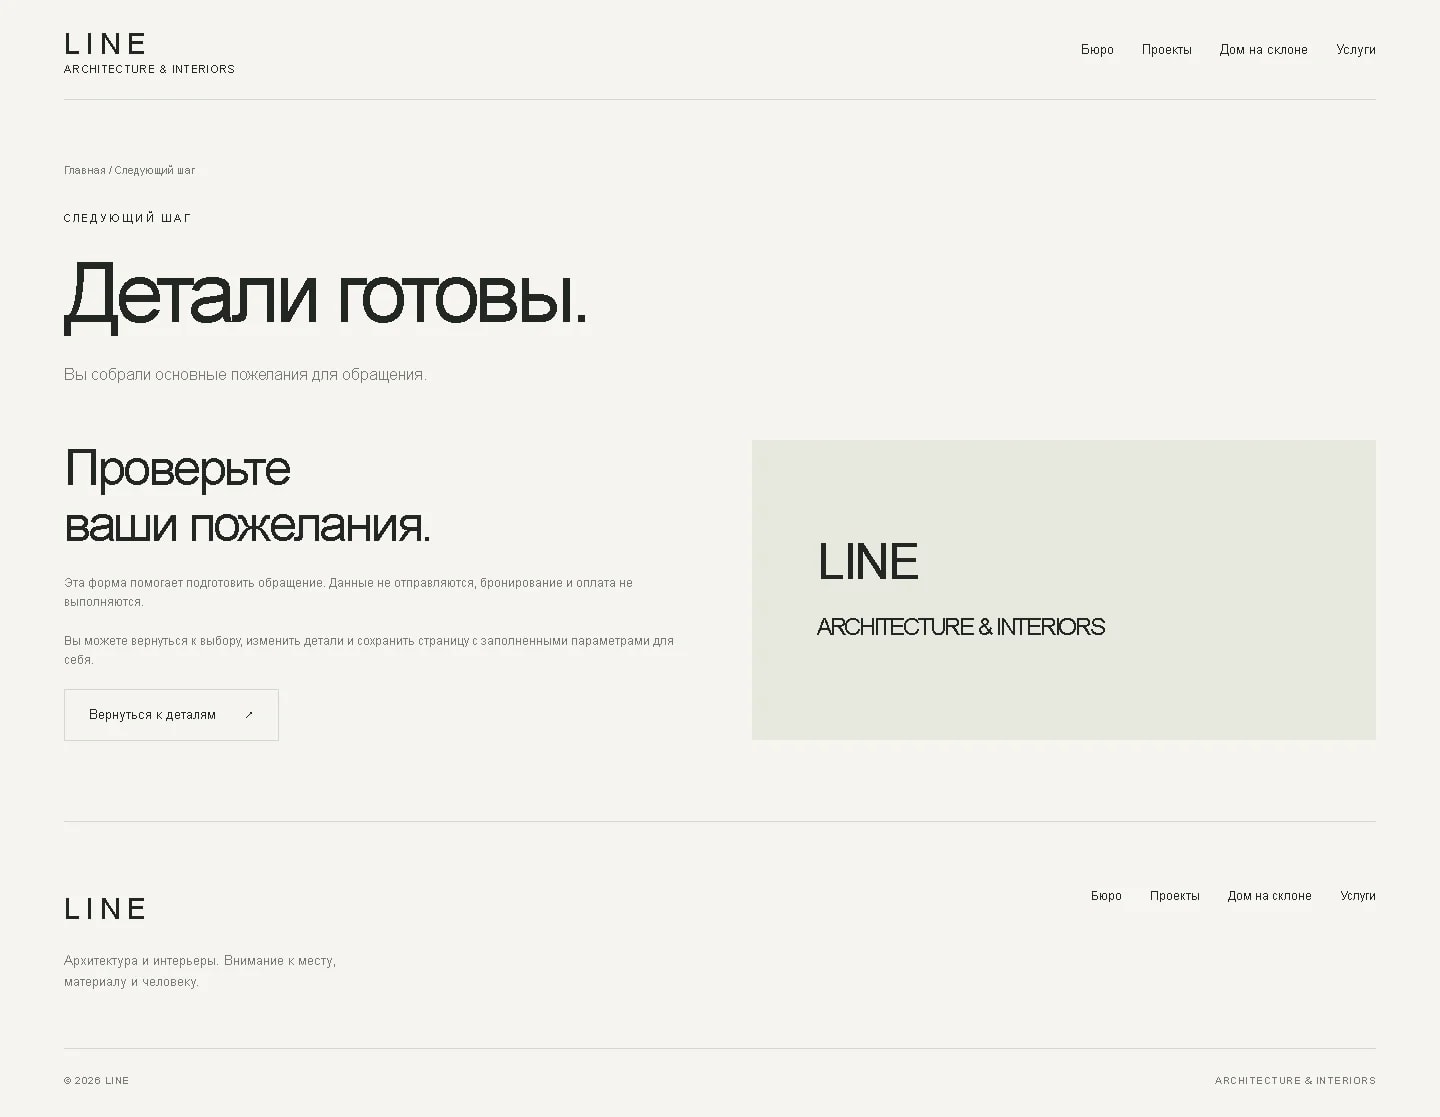 LINE
ARCHITECTURE & INTERIORS
Бюро Проекты Дом на склоне Услуги
Главная / Следующий шаг
СЛЕДУЮЩИЙ ШАГ
Детали готовы.
Вы собрали основные пожелания для обращения.
Проверьте
ваши пожелания.
Эта форма помогает подготовить обращение. Данные не отправляются, бронирование и оплата не
выполняются.
Вы можете вернуться к выбору, изменить детали и сохранить страницу с заполненными параметрами для
себя.
Вернуться к деталям ↗
LINE
ARCHITECTURE & INTERIORS
LINE
Бюро Проекты Дом на склоне Услуги
Архитектура и интерьеры. Внимание к месту,
материалу и человеку.
© 2026 LINE
ARCHITECTURE & INTERIORS